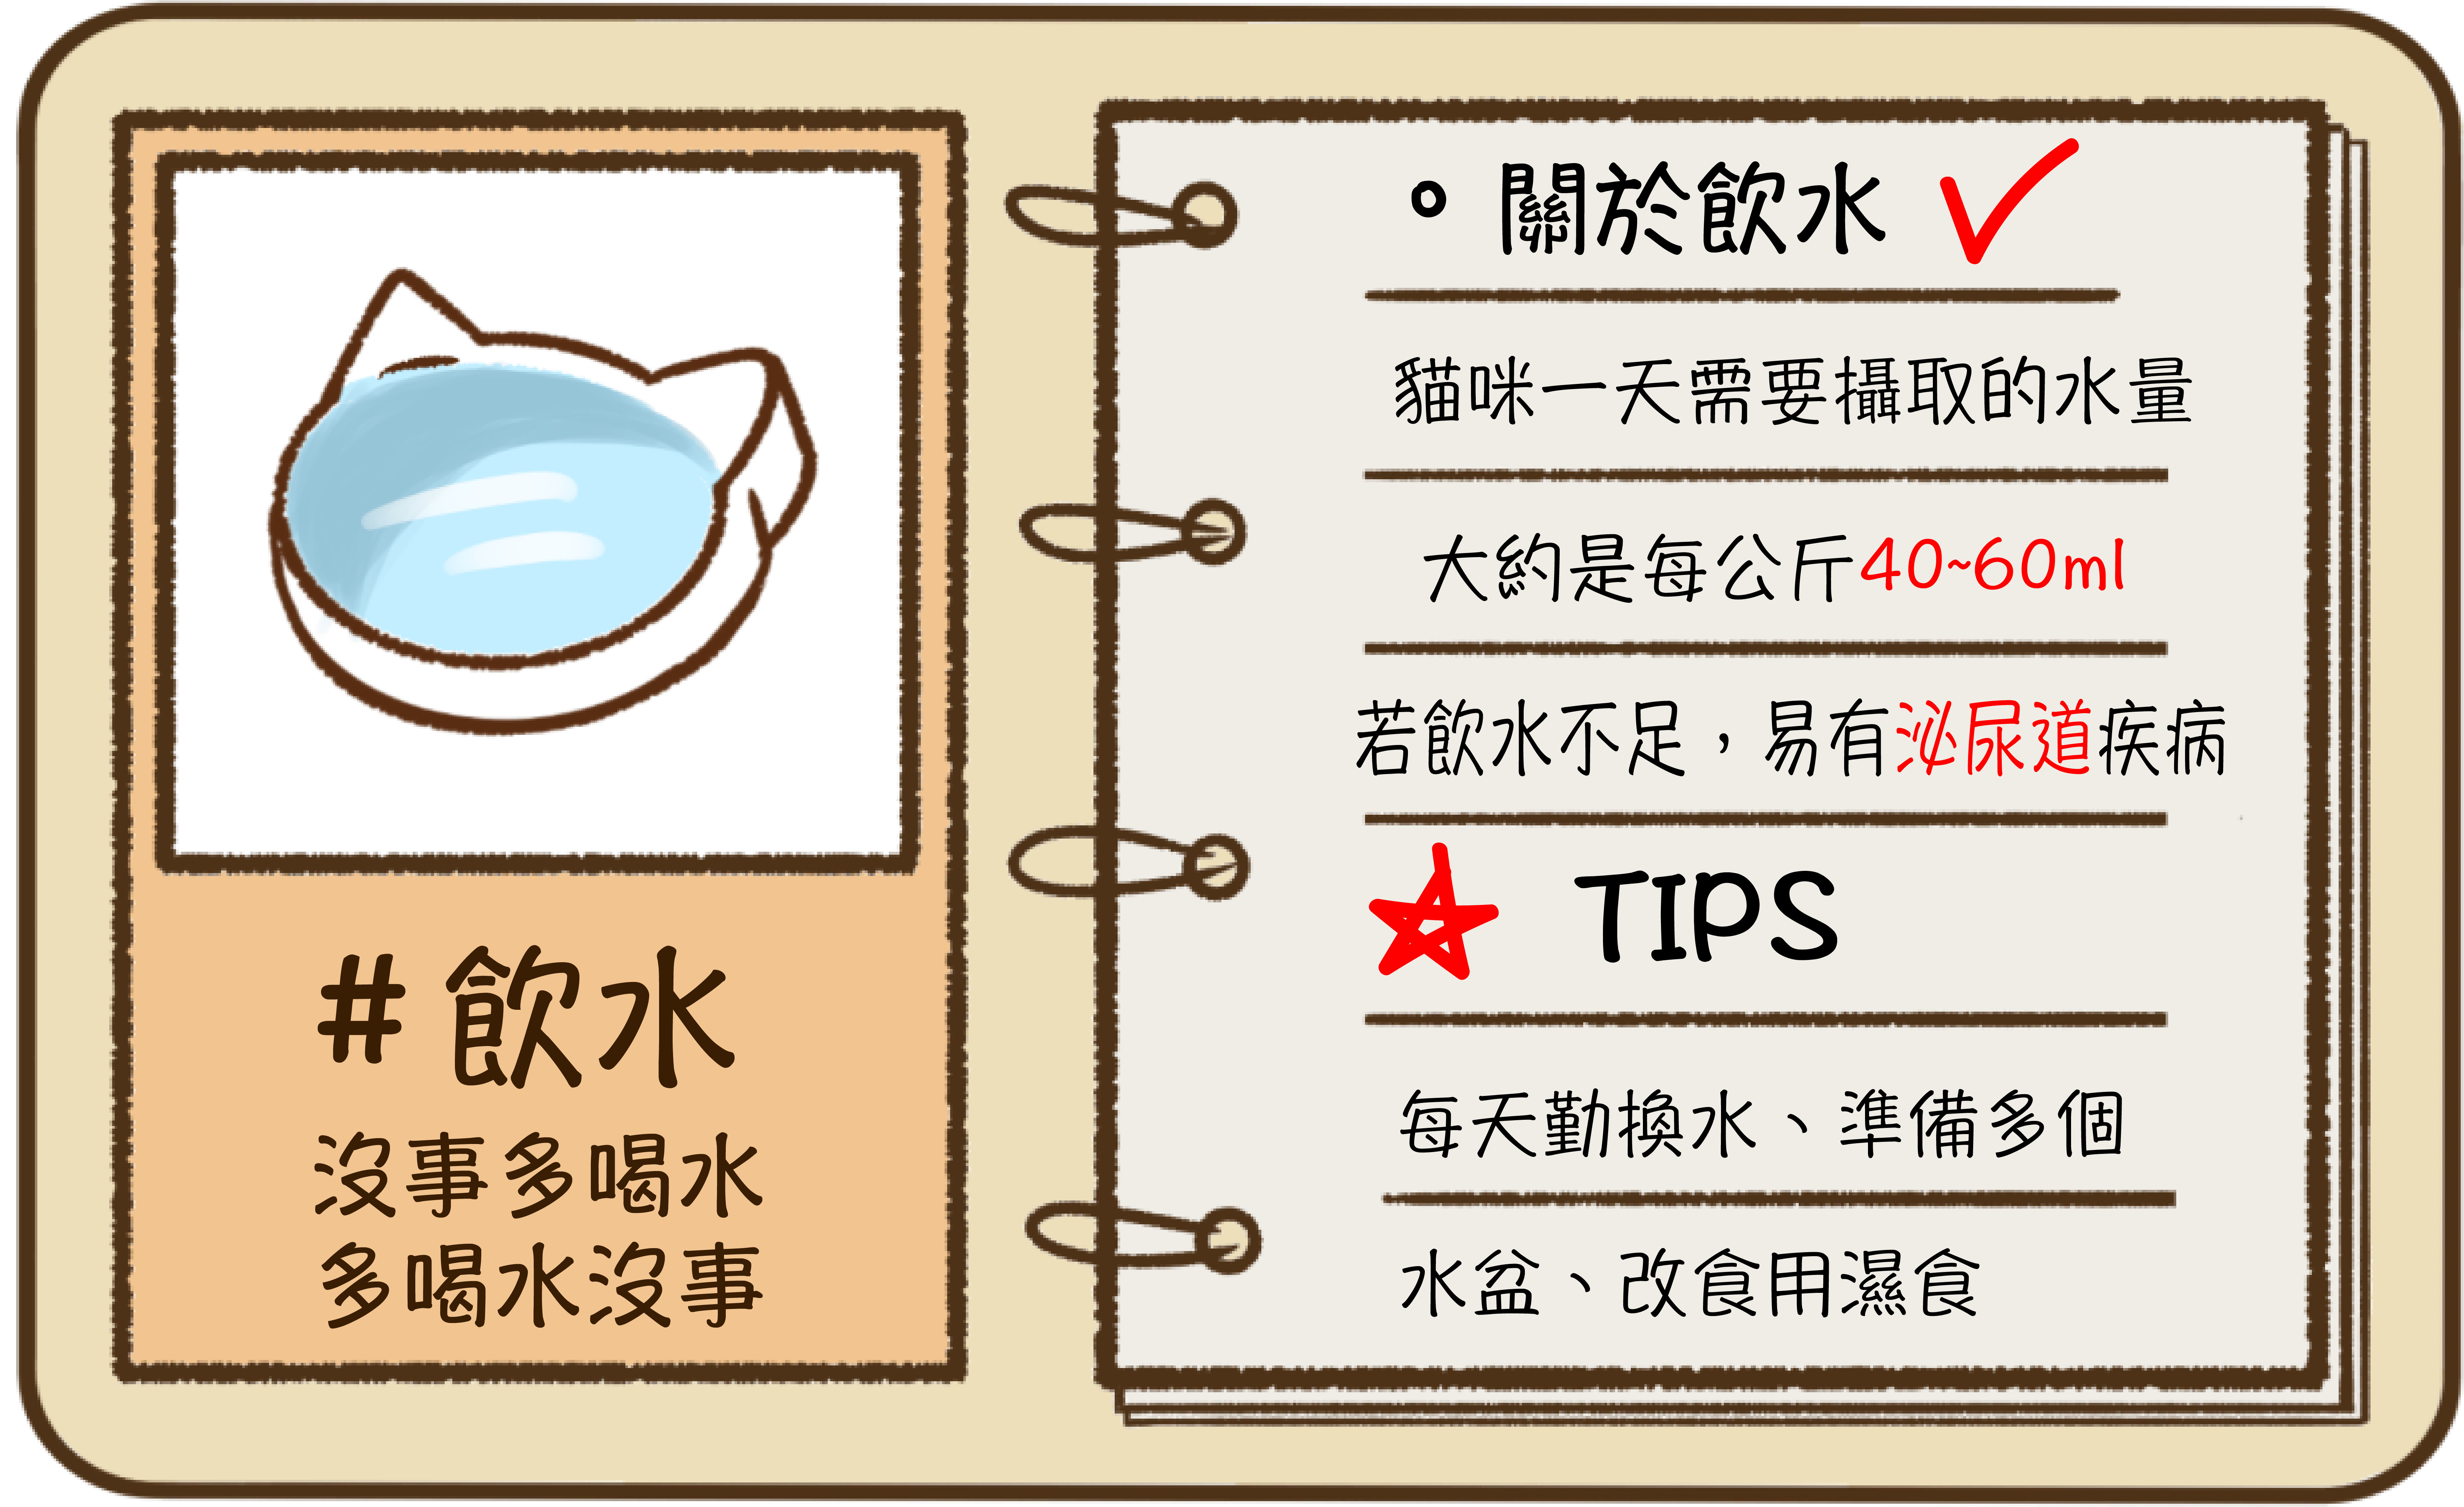 # 飲水
沒事多喝水
多喝水沒事
。關於飲水
貓咪一天需要攝取的水量
大約是每公斤40~60ml
若飲水不足，易有泌尿道疾病
TIPS
每天勤換水、準備多個
水盆、改食用濕食